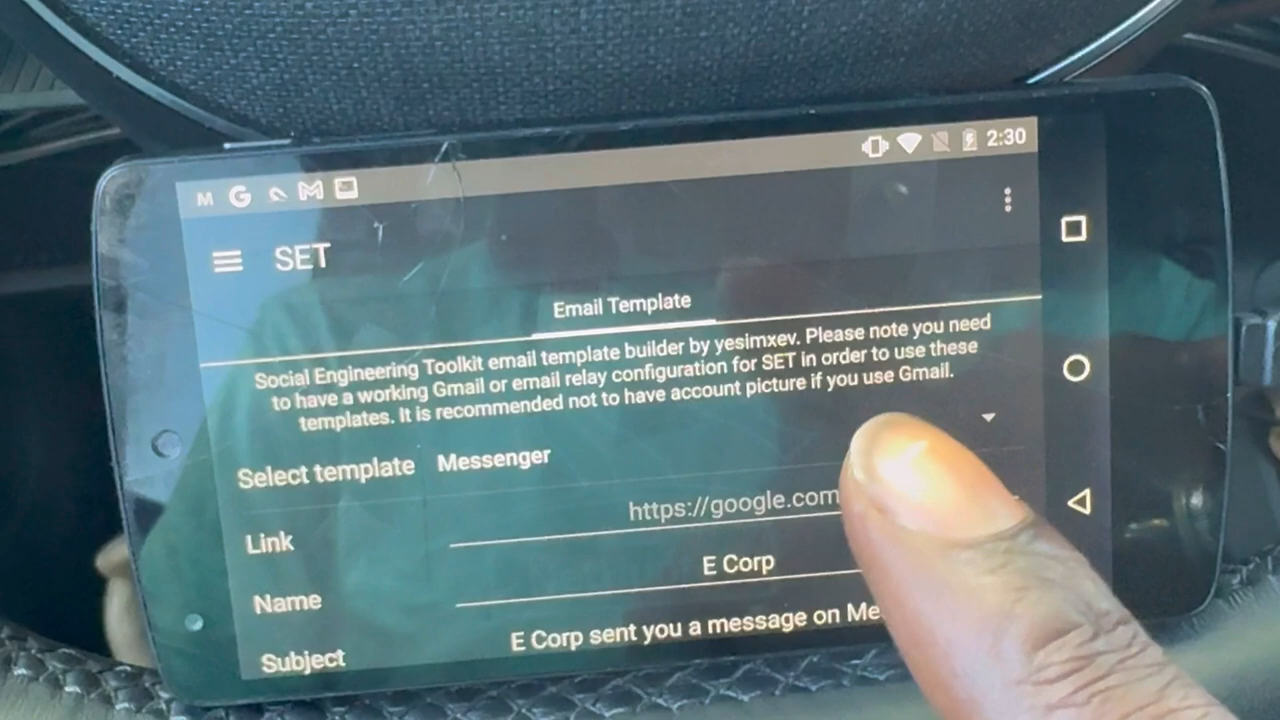 M G M 2:30
SET
Email Template
Social Engineering Toolkit email template builder by yesimxev. Please note you need
to have a working Gmail or email relay configuration for SET in order to use these
templates. It is recommended not to have account picture if you use Gmail.
Select template Messenger
Link https://google.com
Name E Corp
Subject E Corp sent you a message on Me